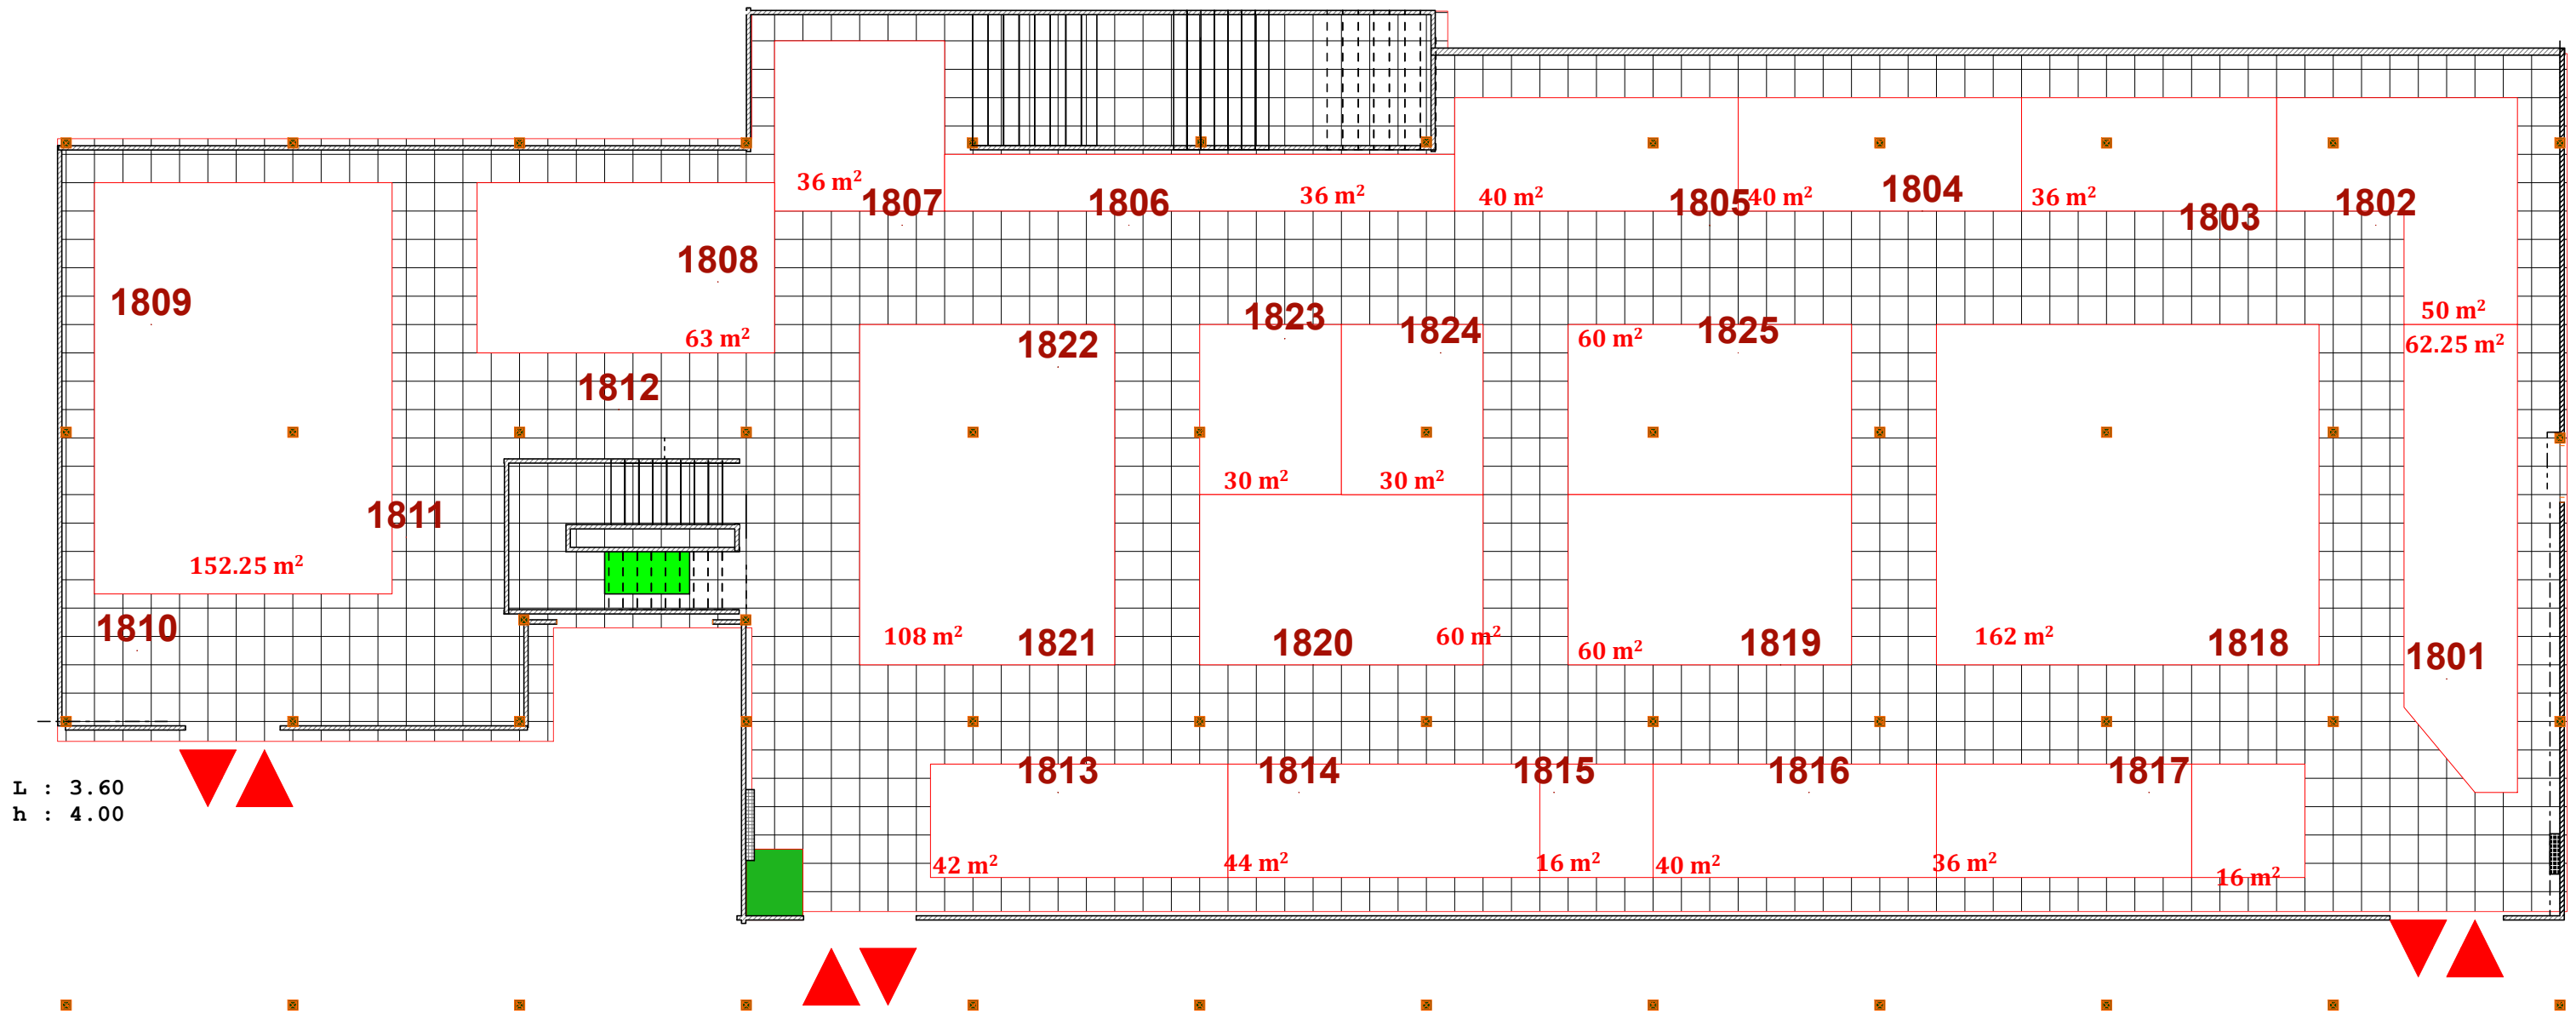 36 m²
1807
1806
36 m²
40 m²
1805
40 m²
1804
36 m²
1803
1802
1808
63 m²
1809
1812
1811
152.25 m²
1810
1822
108 m²
1821
1823
1824
30 m²
30 m²
1820
60 m²
60 m²
1825
60 m²
1819
162 m²
1818
50 m²
62.25 m²
1801
1813
42 m²
1814
44 m²
1815
16 m²
1816
40 m²
1817
36 m²
16 m²
L : 3.60
h : 4.00